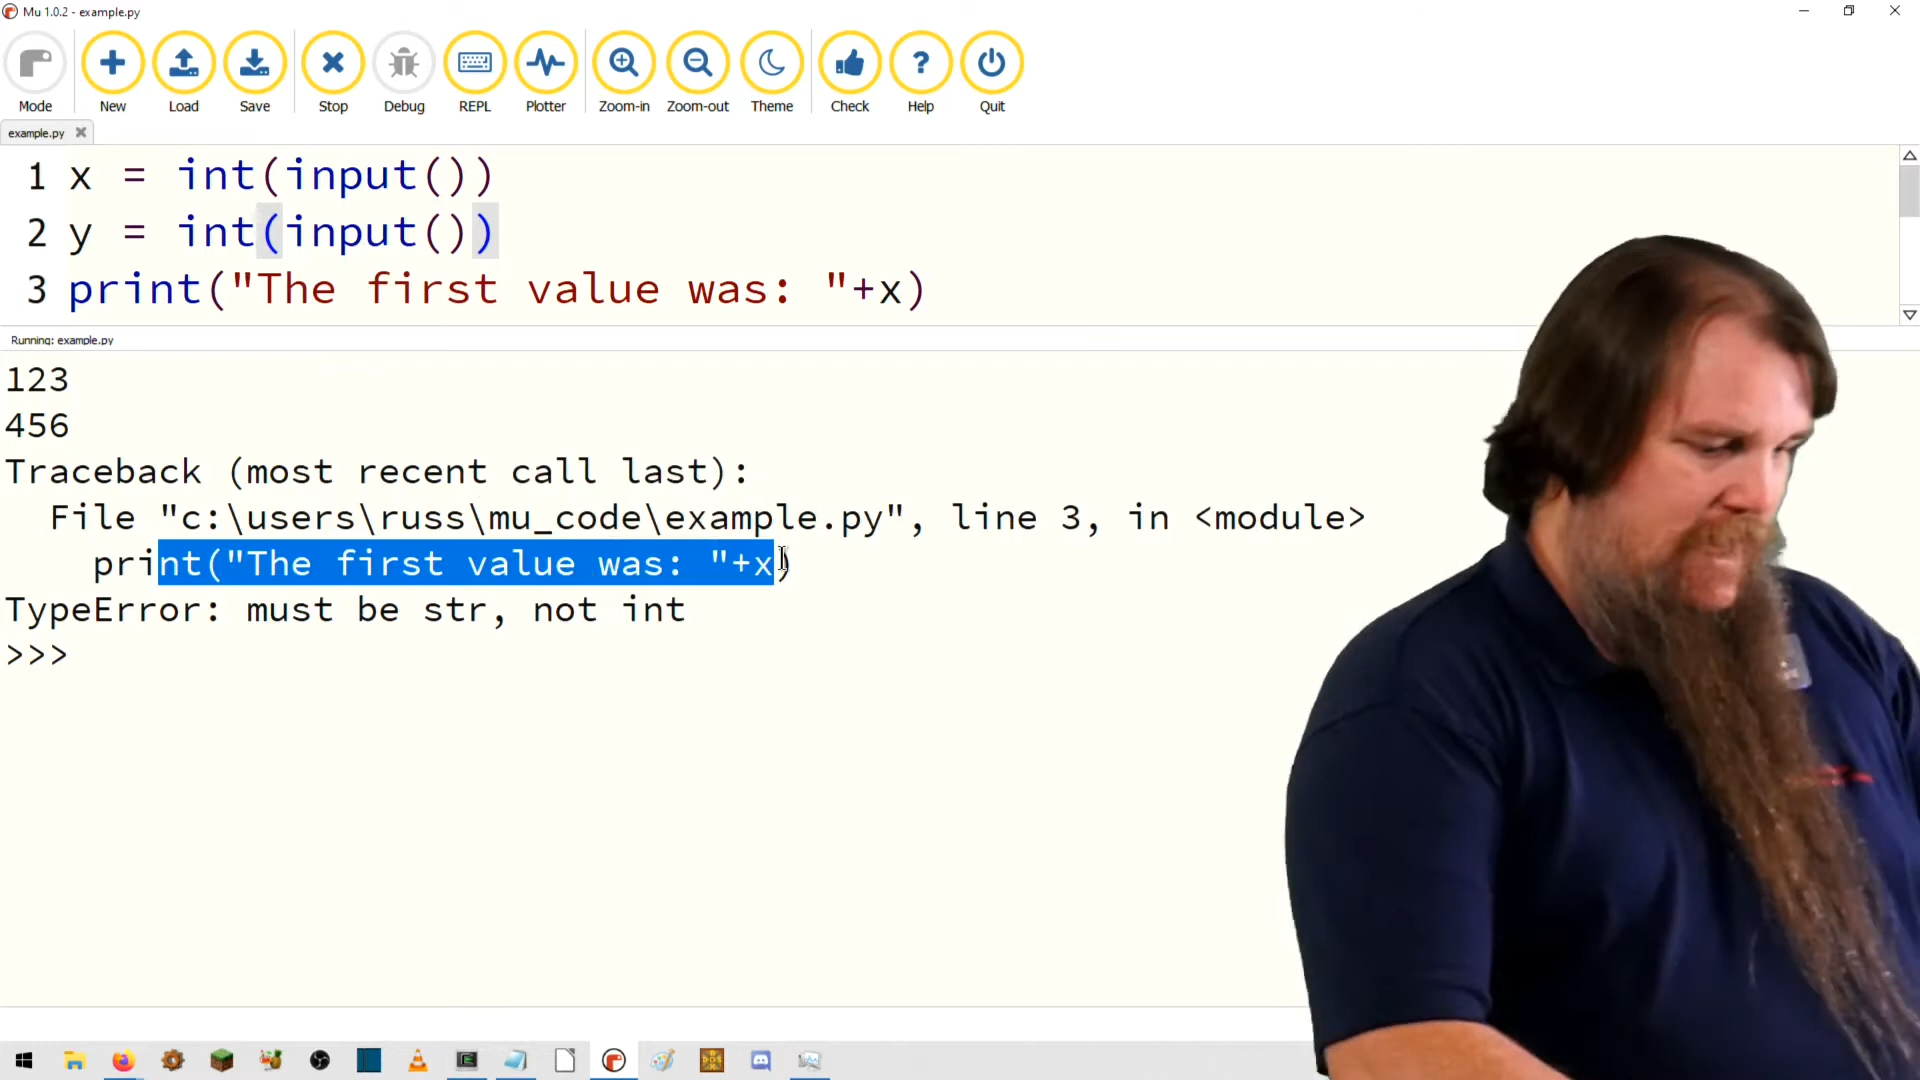 Mu 1.0.2 - example.py
Mode New Load Save Stop Debug REPL Plotter Zoom-in Zoom-out Theme Check Help Quit
example.py
1 x = int(input())
2 y = int(input())
3 print("The first value was: "+x)
Running: example.py
123
456
Traceback (most recent call last):
File "c:\users\russ\mu_code\example.py", line 3, in <module>
print("The first value was: "+x)
TypeError: must be str, not int
>>>